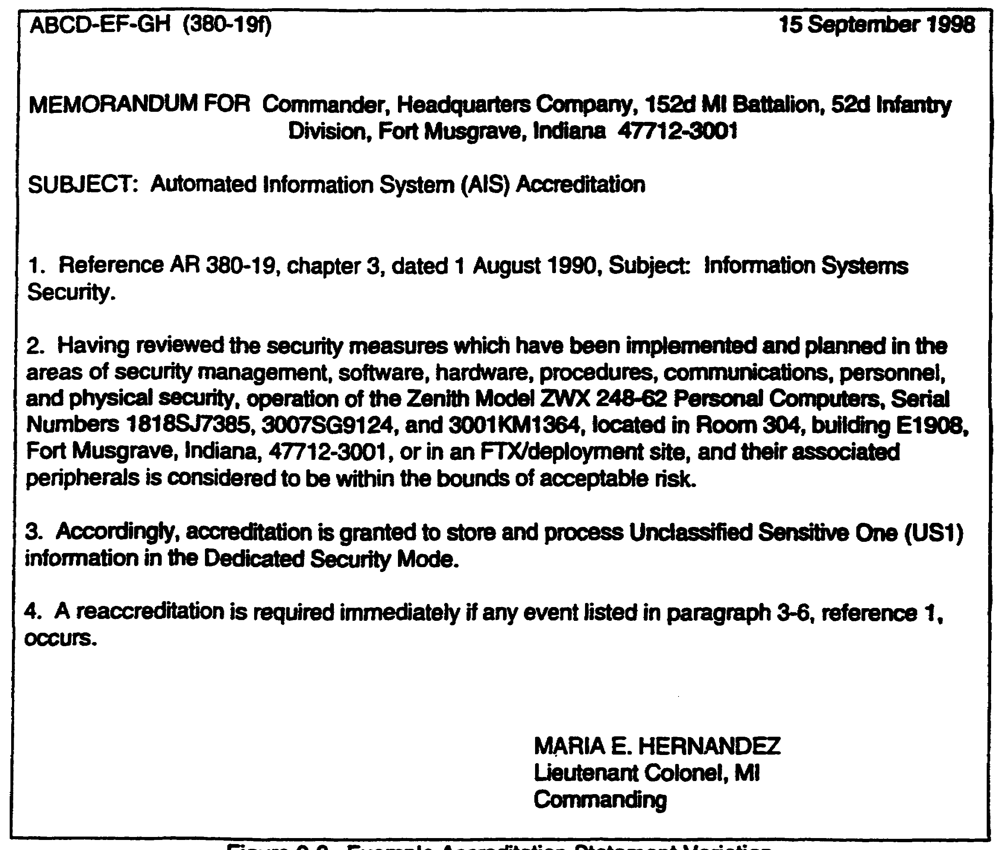 ABCD-EF-GH (380-19f) 15 September 1998
MEMORANDUM FOR Commander, Headquarters Company, 152d MI Battalion, 52d Infantry
Division, Fort Musgrave, Indiana 47712-3001
SUBJECT: Automated Information System (AIS) Accreditation
1. Reference AR 380-19, chapter 3, dated 1 August 1990, Subject: Information Systems
Security.
2. Having reviewed the security measures which have been implemented and planned in the
areas of security management, software, hardware, procedures, communications, personnel,
and physical security, operation of the Zenith Model ZWX 248-62 Personal Computers, Serial
Numbers 1818SJ7385, 3007SG9124, and 3001KM1364, located in Room 304, building E1908,
Fort Musgrave, Indiana, 47712-3001, or in an FTX/deployment site, and their associated
peripherals is considered to be within the bounds of acceptable risk.
3. Accordingly, accreditation is granted to store and process Unclassified Sensitive One (US1)
information in the Dedicated Security Mode.
4. A reaccreditation is required immediately if any event listed in paragraph 3-6, reference 1,
occurs.
MARIA E. HERNANDEZ
Lieutenant Colonel, MI
Commanding
Example Accreditation Statement Variation